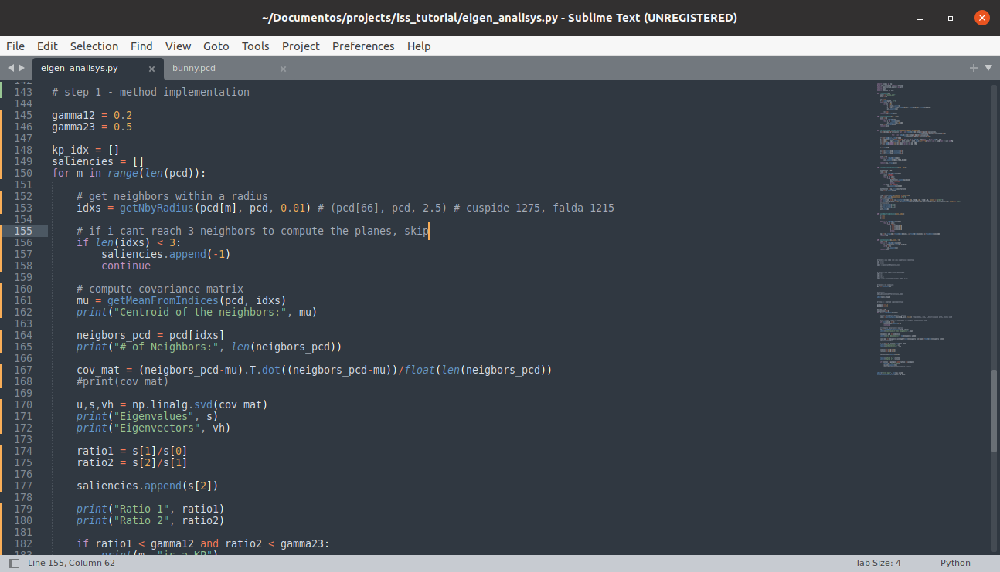 ~/Documentos/projects/iss_tutorial/eigen_analisys.py - Sublime Text (UNREGISTERED)
File Edit Selection Find View Goto Tools Project Preferences Help
eigen_analisys.py × bunny.pcd ×
142
143 # step 1 - method implementation
144
145 gamma12 = 0.2
146 gamma23 = 0.5
147
148 kp_idx = []
149 saliencies = []
150 for m in range(len(pcd)):
151
152 # get neighbors within a radius
153 idxs = getNbyRadius(pcd[m], pcd, 0.01) # (pcd[66], pcd, 2.5) # cuspide 1275, falda 1215
154
155 # if i cant reach 3 neighbors to compute the planes, skip
156 if len(idxs) < 3:
157 saliencies.append(-1)
158 continue
159
160 # compute covariance matrix
161 mu = getMeanFromIndices(pcd, idxs)
162 print("Centroid of the neighbors:", mu)
163
164 neigbors_pcd = pcd[idxs]
165 print("# of Neighbors:", len(neigbors_pcd))
166
167 cov_mat = (neigbors_pcd-mu).T.dot((neigbors_pcd-mu))/float(len(neigbors_pcd))
168 #print(cov_mat)
169
170 u,s,vh = np.linalg.svd(cov_mat)
171 print("Eigenvalues", s)
172 print("Eigenvectors", vh)
173
174 ratio1 = s[1]/s[0]
175 ratio2 = s[2]/s[1]
176
177 saliencies.append(s[2])
178
179 print("Ratio 1", ratio1)
180 print("Ratio 2", ratio2)
181
182 if ratio1 < gamma12 and ratio2 < gamma23:
183 print(m, "is a KP")
Line 155, Column 62 Tab Size: 4 Python